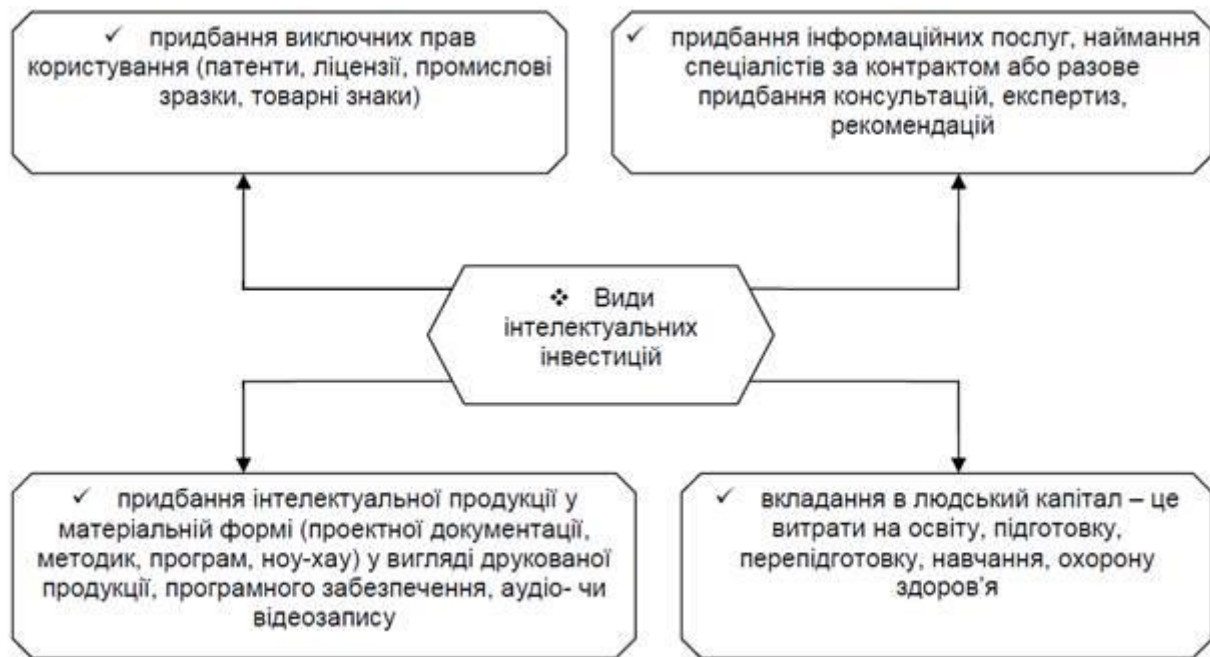 ✓ придбання виключних прав
користування (патенти, ліцензії, промислові
зразки, товарні знаки)
✓ придбання інформаційних послуг, наймання
спеціалістів за контрактом або разове
придбання консультацій, експертиз,
рекомендацій
❖ Види
інтелектуальних
інвестицій
✓ придбання інтелектуальної продукції у
матеріальній формі (проектної документації,
методик, програм, ноу-хау) у вигляді друкованої
продукції, програмного забезпечення, аудіо- чи
відеозапису
✓ вкладання в людський капітал – це
витрати на освіту, підготовку,
перепідготовку, навчання, охорону
здоров’я